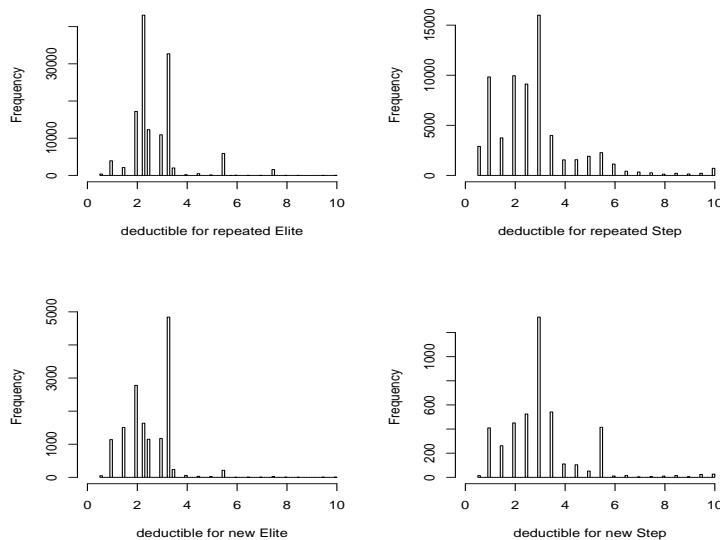 Frequency
0
10000
30000
0 2 4 6 8 10
deductible for repeated Elite
Frequency
0
5000
10000
15000
0 2 4 6 8 10
deductible for repeated Step
Frequency
0
1000
3000
5000
0 2 4 6 8 10
deductible for new Elite
Frequency
0
200
600
1000
0 2 4 6 8 10
deductible for new Step